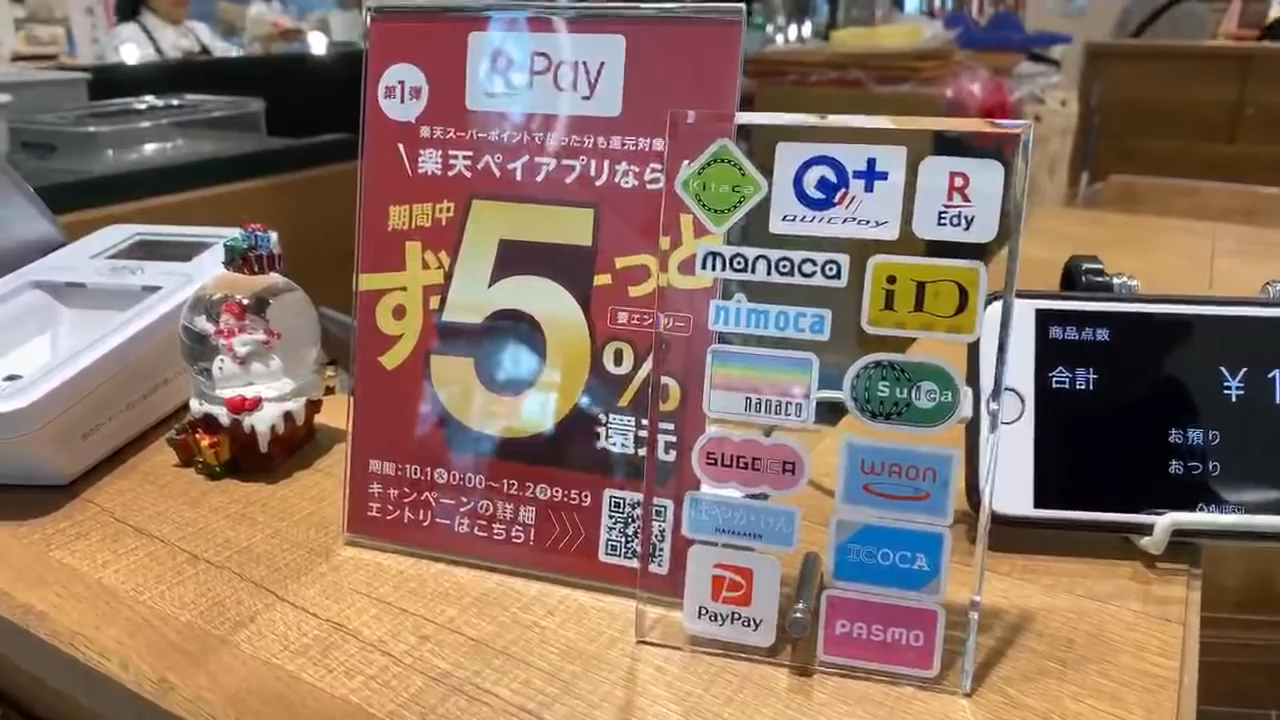 R Pay
第1弾
楽天スーパーポイントで払った分も還元対象
楽天ペイアプリなら
期間中
ず
5
ーっと
要エントリー
%
還元
期間:10.1火0:00〜12.2月9:59
キャンペーンの詳細
エントリーはこちら!
Kitaca
Q+
QUICPay
R
Edy
manaca
iD
nimoca
nanaco
Suica
SUGOCA
WAON
はやかけん
HAYAKAKEN
ICOCA
PayPay
PASMO
商品点数
合計 ¥1
お預り
おつり